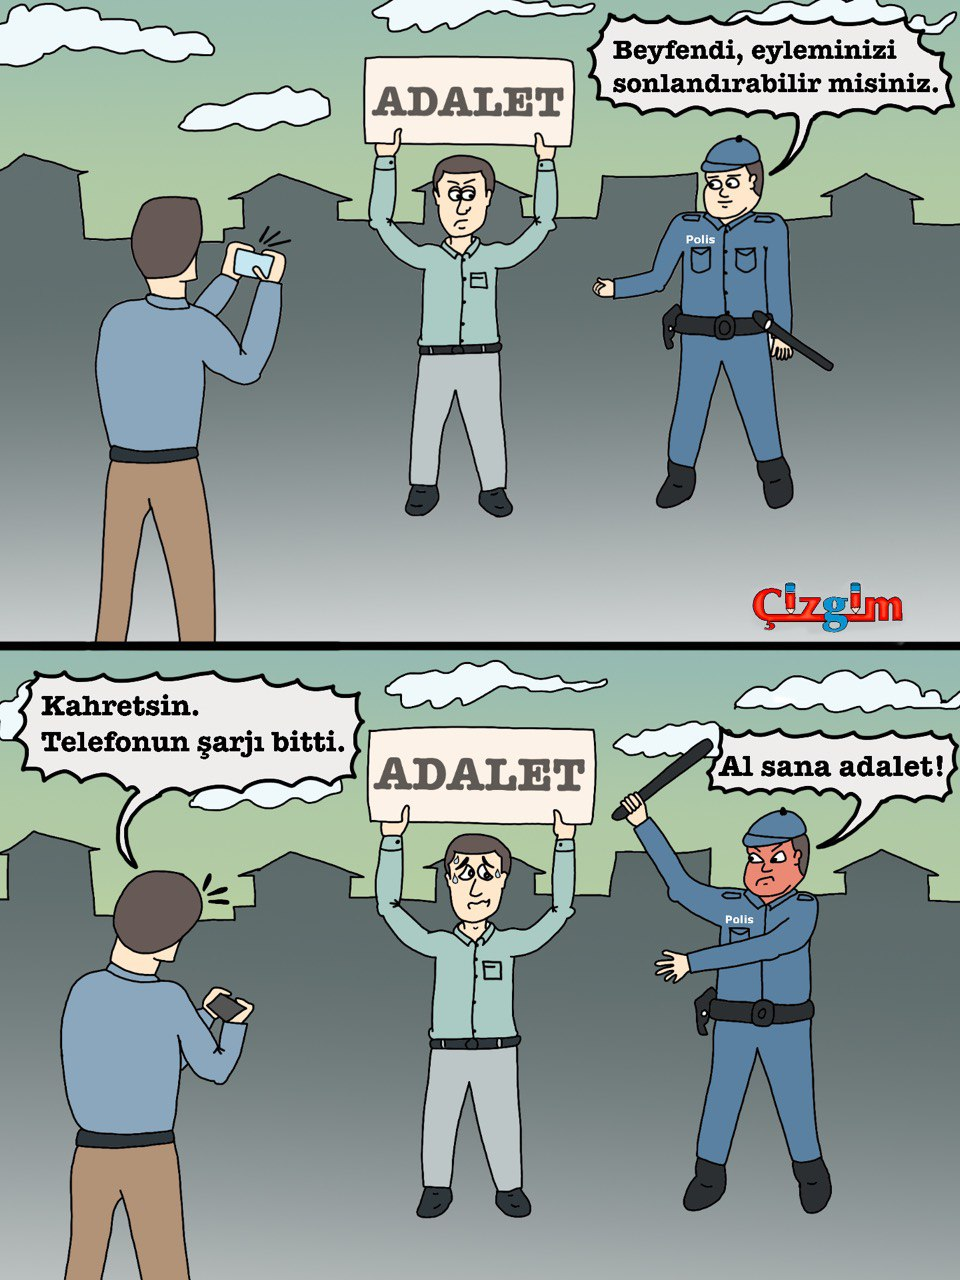 Beyfendi, eyleminizi
sonlandırabilir misiniz.
ADALET
Polis
Çizgim
Kahretsin.
Telefonun şarjı bitti.
ADALET
Al sana adalet!
Polis